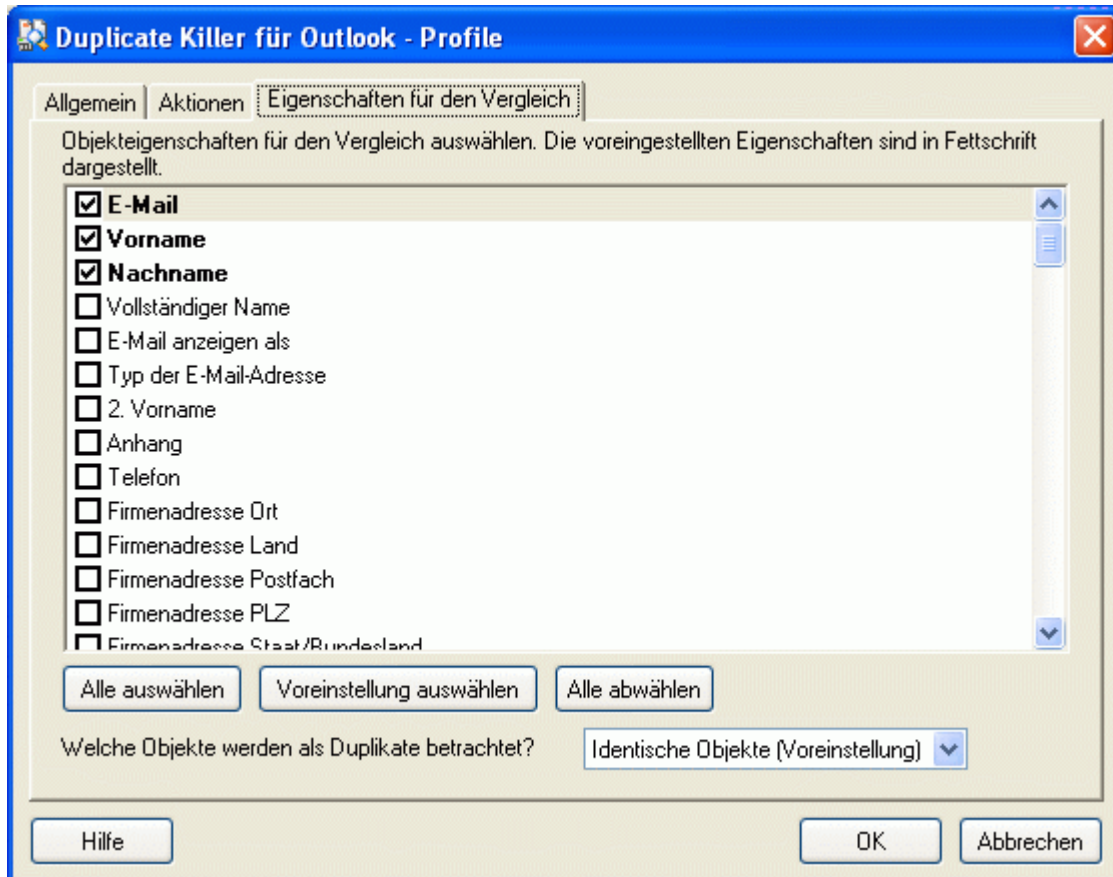 Duplicate Killer für Outlook - Profile
Allgemein
Aktionen
Eigenschaften für den Vergleich
Objekteigenschaften für den Vergleich auswählen. Die voreingestellten Eigenschaften sind in Fettschrift
dargestellt.
E-Mail
Vorname
Nachname
Vollständiger Name
E-Mail anzeigen als
Typ der E-Mail-Adresse
2. Vorname
Anhang
Telefon
Firmenadresse Ort
Firmenadresse Land
Firmenadresse Postfach
Firmenadresse PLZ
Firmenadresse Staat/Bundesland
Alle auswählen
Voreinstellung auswählen
Alle abwählen
Welche Objekte werden als Duplikate betrachtet?
Identische Objekte (Voreinstellung)
Hilfe
OK
Abbrechen